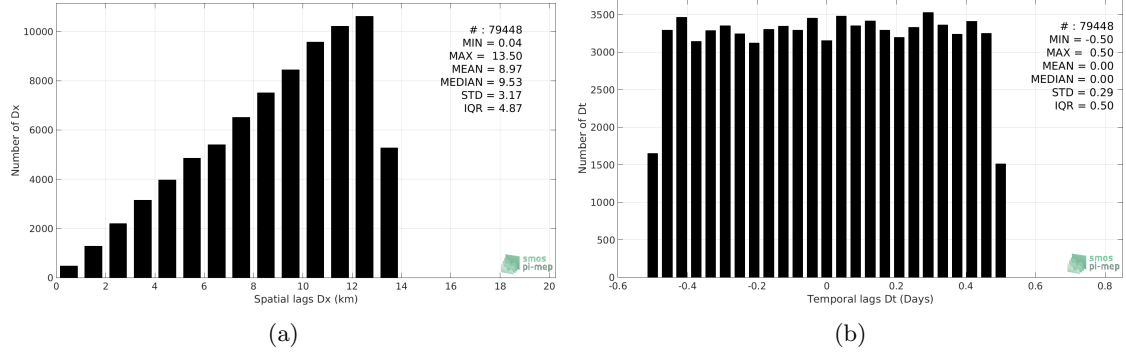 10000
8000
6000
4000
2000
0
Number of Dx
# : 79448
MIN = 0.04
MAX = 13.50
MEAN = 8.97
MEDIAN = 9.53
STD = 3.17
IQR = 4.87
smos
pi-mep
0 2 4 6 8 10 12 14 16 18 20
Spatial lags Dx (km)
(a)
3500
3000
2500
2000
1500
1000
500
0
Number of Dt
# : 79448
MIN = -0.50
MAX = 0.50
MEAN = 0.00
MEDIAN = 0.00
STD = 0.29
IQR = 0.50
smos
pi-mep
-0.6 -0.4 -0.2 0 0.2 0.4 0.6 0.8
Temporal lags Dt (Days)
(b)